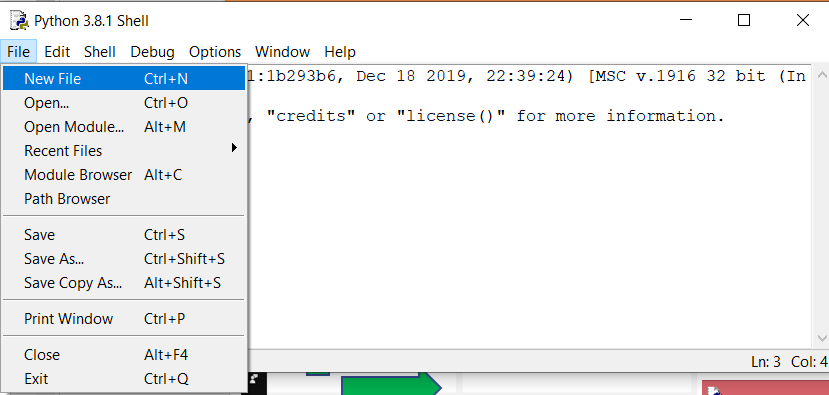 Python 3.8.1 Shell
File Edit Shell Debug Options Window Help
1:1b293b6, Dec 18 2019, 22:39:24) [MSC v.1916 32 bit (In
, "credits" or "license()" for more information.
New File Ctrl+N
Open... Ctrl+O
Open Module... Alt+M
Recent Files
Module Browser Alt+C
Path Browser
Save Ctrl+S
Save As... Ctrl+Shift+S
Save Copy As... Alt+Shift+S
Print Window Ctrl+P
Close Alt+F4
Exit Ctrl+Q
Ln: 3 Col: 4